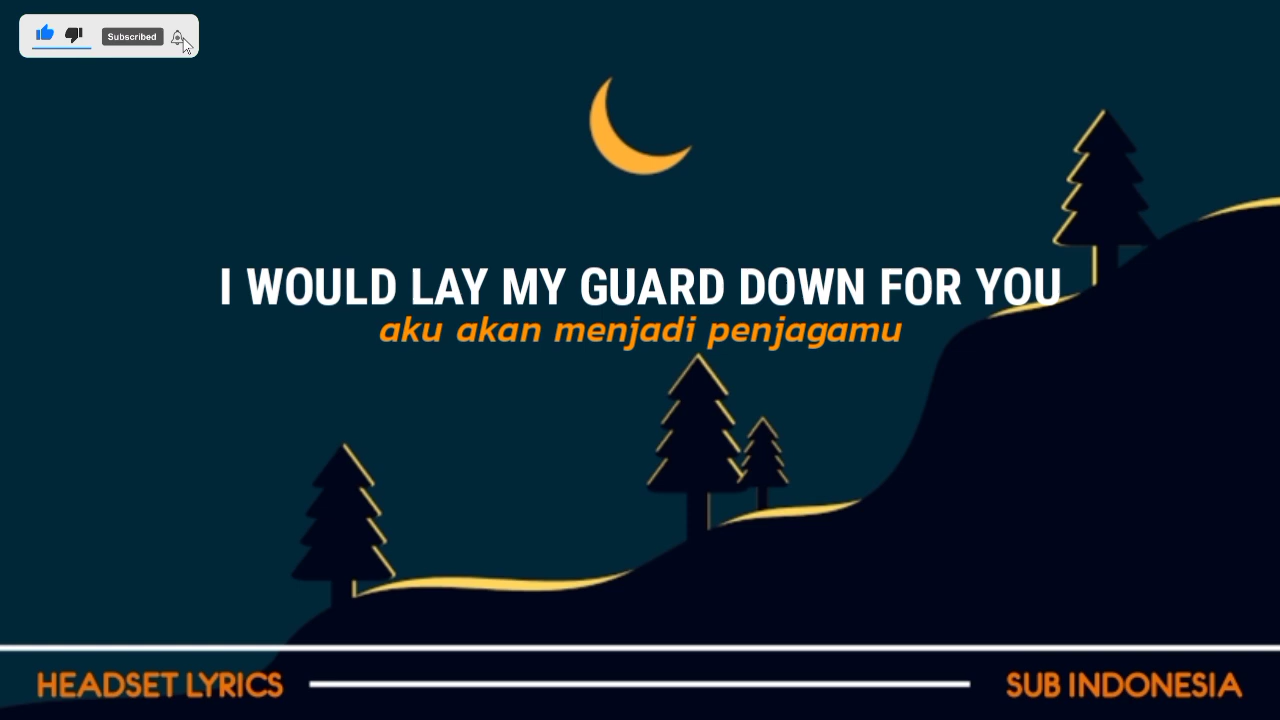 Subscribed
I WOULD LAY MY GUARD DOWN FOR YOU
aku akan menjadi penjagamu
HEADSET LYRICS
SUB INDONESIA